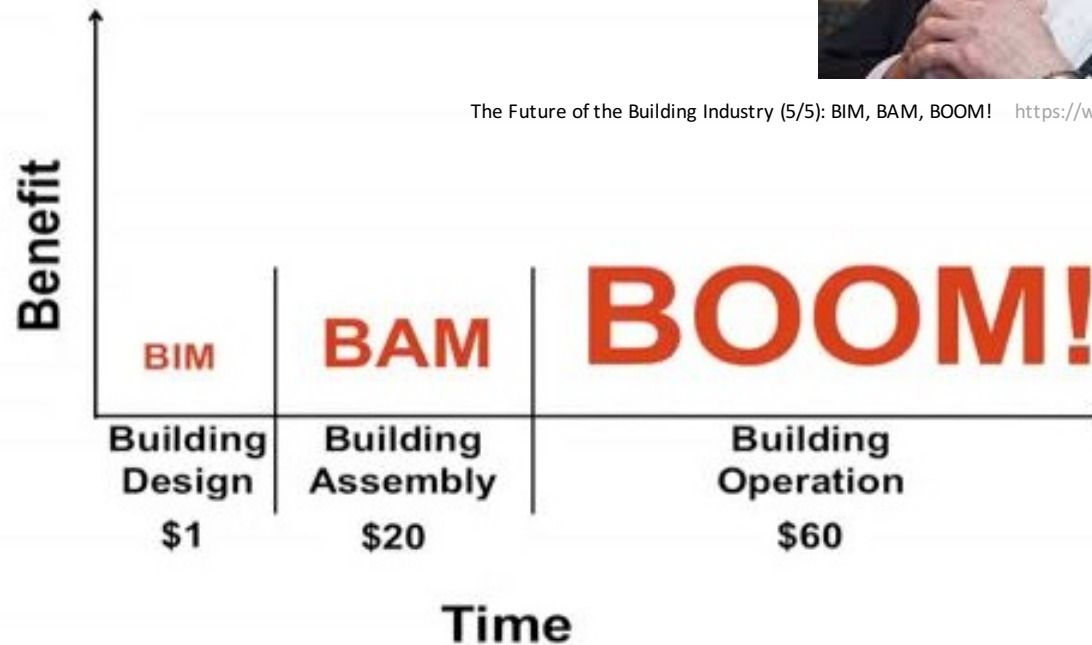 The Future of the Building Industry (5/5): BIM, BAM, BOOM! https://w
Benefit
BIM
BAM
BOOM!
Building
Design
$1
Building
Assembly
$20
Building
Operation
$60
Time